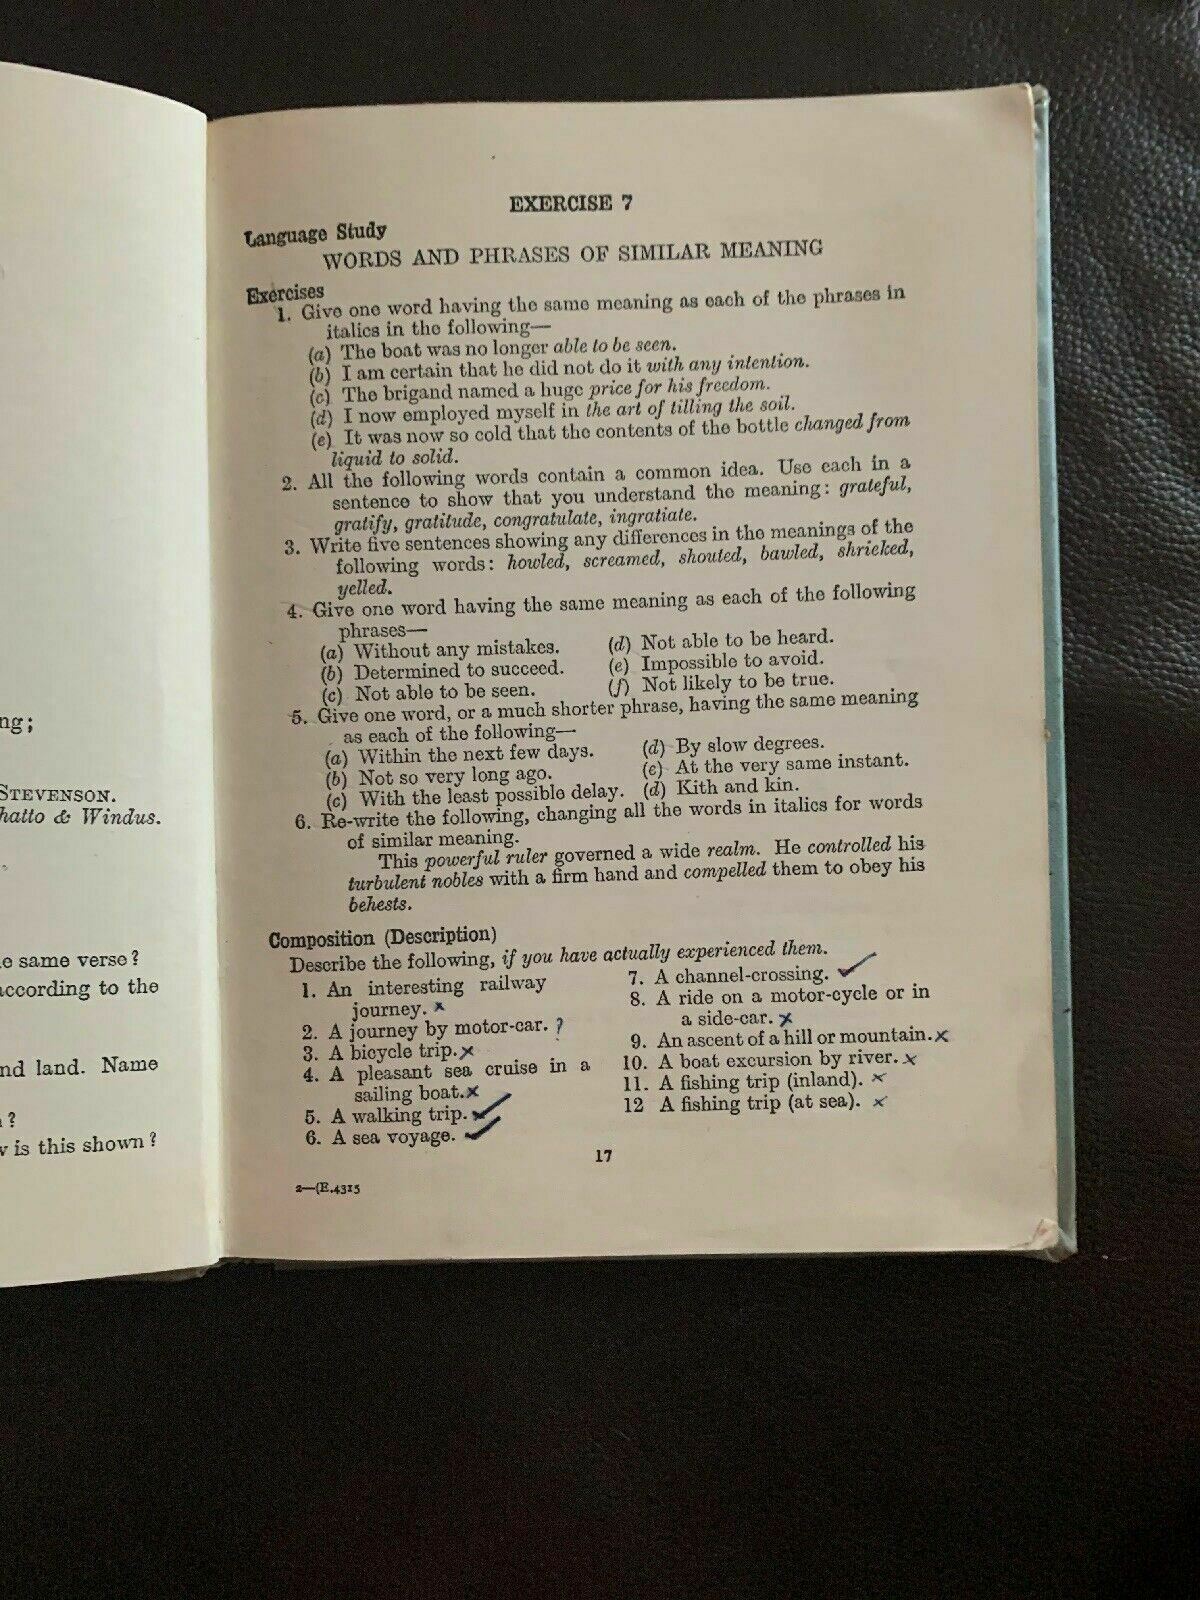 ng;
STEVENSON.
hatto & Windus.
e same verse?
according to the
nd land. Name
?
is this shown?
EXERCISE 7
Language Study
WORDS AND PHRASES OF SIMILAR MEANING
Exercises
1. Give one word having the same meaning as each of the phrases in
italics in the following—
(a) The boat was no longer able to be seen.
(b) I am certain that he did not do it with any intention.
(c) The brigand named a huge price for his freedom.
(d) I now employed myself in the art of tilling the soil.
(e) It was now so cold that the contents of the bottle changed from
liquid to solid.
2. All the following words contain a common idea. Use each in a
sentence to show that you understand the meaning: grateful,
gratify, gratitude, congratulate, ingratiate.
3. Write five sentences showing any differences in the meanings of the
following words: howled, screamed, shouted, bawled, shrieked,
yelled.
4. Give one word having the same meaning as each of the following
phrases—
(a) Without any mistakes.
(b) Determined to succeed.
(c) Not able to be seen.
(d) Not able to be heard.
(e) Impossible to avoid.
(f) Not likely to be true.
5. Give one word, or a much shorter phrase, having the same meaning
as each of the following—
(a) Within the next few days.
(b) Not so very long ago.
(c) With the least possible delay.
(d) By slow degrees.
(e) At the very same instant.
(d) Kith and kin.
6. Re-write the following, changing all the words in italics for words
of similar meaning.
This powerful ruler governed a wide realm. He controlled his
turbulent nobles with a firm hand and compelled them to obey his
behests.
Composition (Description)
Describe the following, if you have actually experienced them.
1. An interesting railway
journey. x
2. A journey by motor-car. ?
3. A bicycle trip. x
4. A pleasant sea cruise in a
sailing boat. x
5. A walking trip. ✓
6. A sea voyage. ✓
7. A channel-crossing. ✓
8. A ride on a motor-cycle or in
a side-car. x
9. An ascent of a hill or mountain. x
10. A boat excursion by river. x
11. A fishing trip (inland). x
12 A fishing trip (at sea). x
17
2—(E.4315